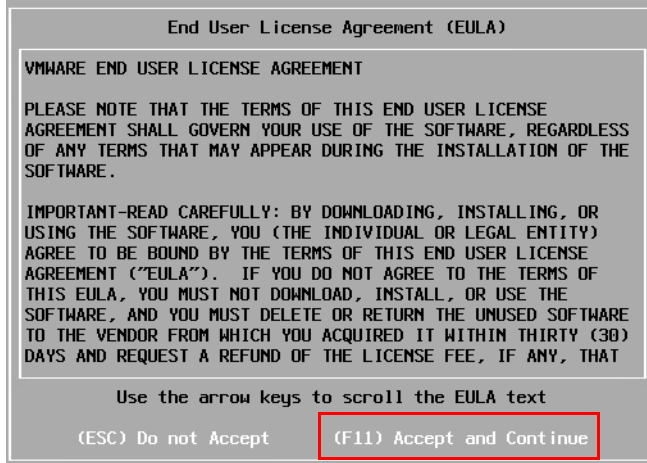 End User License Agreement (EULA)
VMWARE END USER LICENSE AGREEMENT
PLEASE NOTE THAT THE TERMS OF THIS END USER LICENSE
AGREEMENT SHALL GOVERN YOUR USE OF THE SOFTWARE, REGARDLESS
OF ANY TERMS THAT MAY APPEAR DURING THE INSTALLATION OF THE
SOFTWARE.
IMPORTANT-READ CAREFULLY: BY DOWNLOADING, INSTALLING, OR
USING THE SOFTWARE, YOU (THE INDIVIDUAL OR LEGAL ENTITY)
AGREE TO BE BOUND BY THE TERMS OF THIS END USER LICENSE
AGREEMENT ("EULA").  IF YOU DO NOT AGREE TO THE TERMS OF
THIS EULA, YOU MUST NOT DOWNLOAD, INSTALL, OR USE THE
SOFTWARE, AND YOU MUST DELETE OR RETURN THE UNUSED SOFTWARE
TO THE VENDOR FROM WHICH YOU ACQUIRED IT WITHIN THIRTY (30)
DAYS AND REQUEST A REFUND OF THE LICENSE FEE, IF ANY, THAT
Use the arrow keys to scroll the EULA text
(ESC) Do not Accept (F11) Accept and Continue